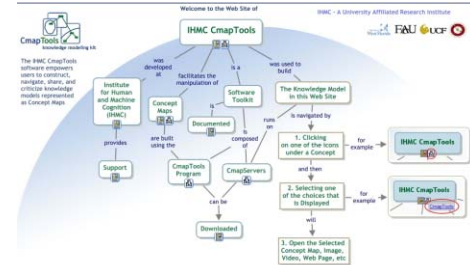 Welcome to the Web Site of
IHMC - A University Affiliated Research Institute
CmapTools
knowledge modeling kit
IHMC CmapTools
FAU
UCF
The IHMC CmapTools
software empowers
users to construct,
navigate, share, and
criticize knowledge
models represented
as Concept Maps
was
developed
at
facilitates the
manipulation of
is a
was used to
build
Institute
for Human
and Machine
Cognition
(IHMC)
Concept
Maps
Software
Toolkit
The Knowledge Model
in this Web Site
is
Documented
runs
on
is navigated by
provides
are built
using the
is
composed
of
1. Clicking
on one of the icons
under a Concept
for
example
IHMC CmapTools
Support
CmapTools
Program
CmapServers
and then
2. Selecting one
of the choices that
is Displayed
for
example
IHMC CmapTools
CmapTools
can be
will
Downloaded
3. Open the Selected
Concept Map, Image,
Video, Web Page, etc